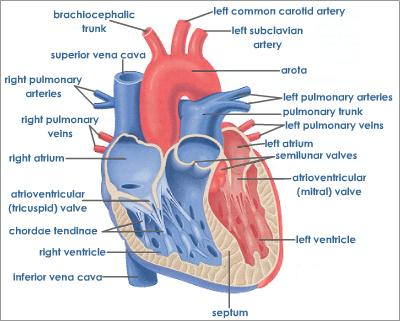 brachiocephalic
trunk
left common carotid artery
left subclavian
artery
superior vena cava
arota
right pulmonary
arteries
left pulmonary arteries
pulmonary trunk
right pulmonary
veins
left pulmonary veins
left atrium
semilunar valves
right atrium
atrioventricular
(mitral) valve
atrioventricular
(tricuspid) valve
chordae tendinae
right ventricle
left ventricle
inferior vena cava
septum